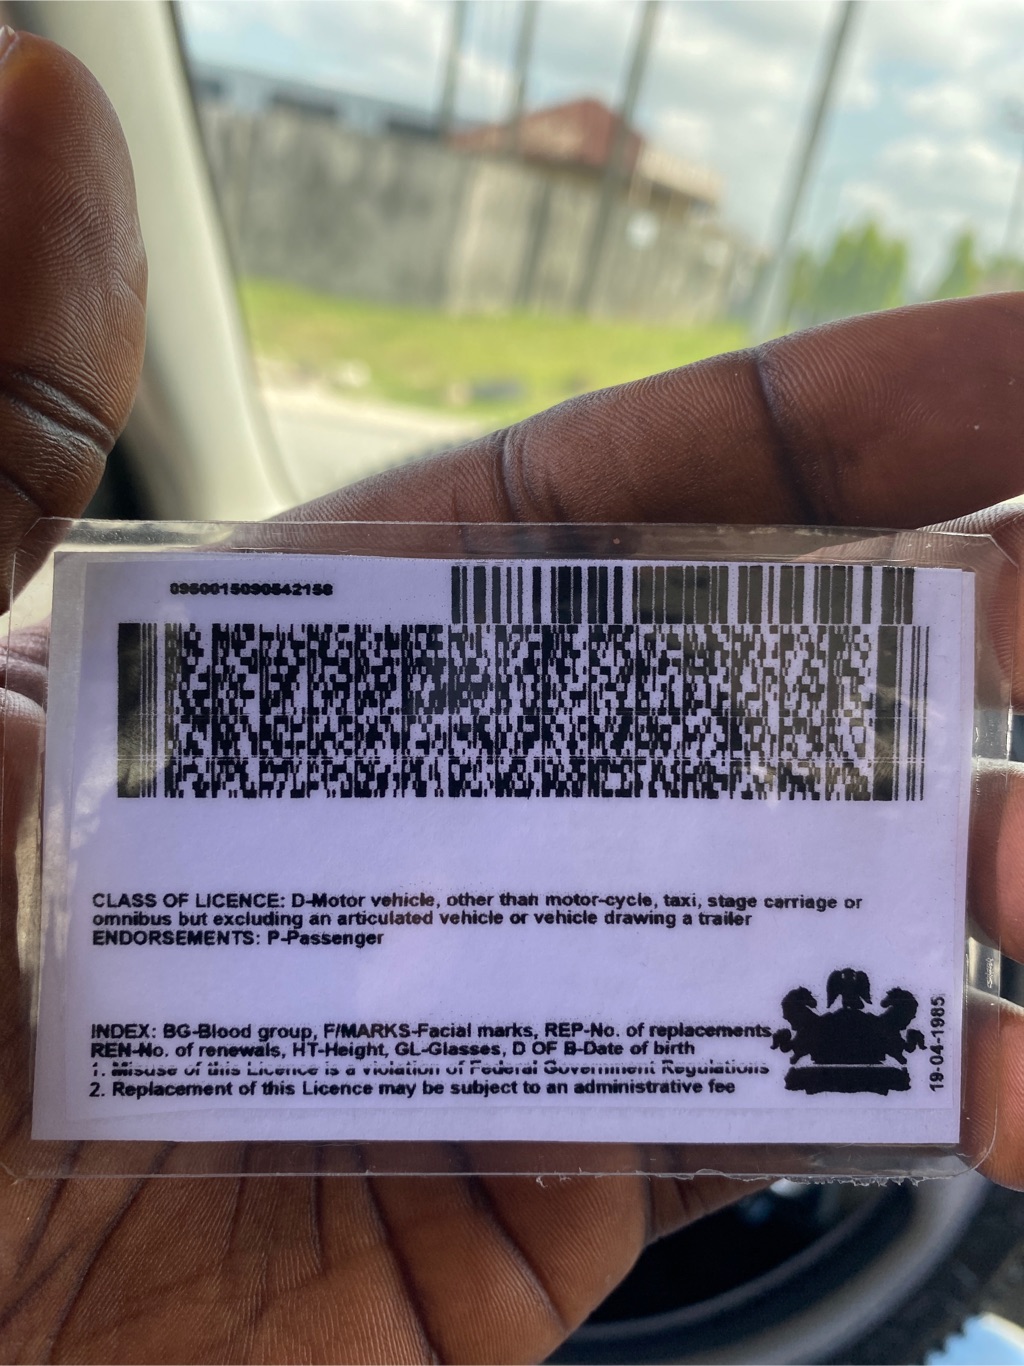 0960015090542158
CLASS OF LICENCE: D-Motor vehicle, other than motor-cycle, taxi, stage carriage or
omnibus but excluding an articulated vehicle or vehicle drawing a trailer
ENDORSEMENTS: P-Passenger
INDEX: BG-Blood group, F/MARKS-Facial marks, REP-No. of replacements,
REN-No. of renewals, HT-Height, GL-Glasses, D OF B-Date of birth
1. Misuse of this Licence is a violation of Federal Government Regulations
2. Replacement of this Licence may be subject to an administrative fee
19-04-1985